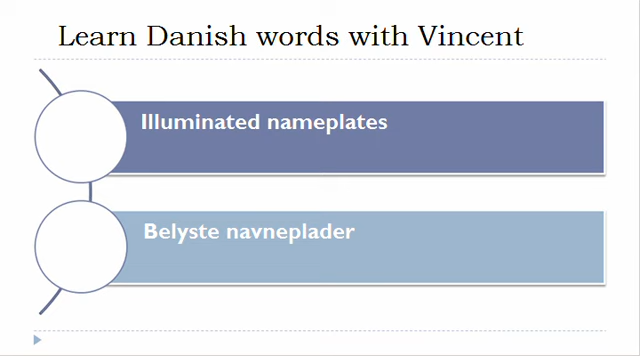 Learn Danish words with Vincent
Illuminated nameplates
Belyste navneplader